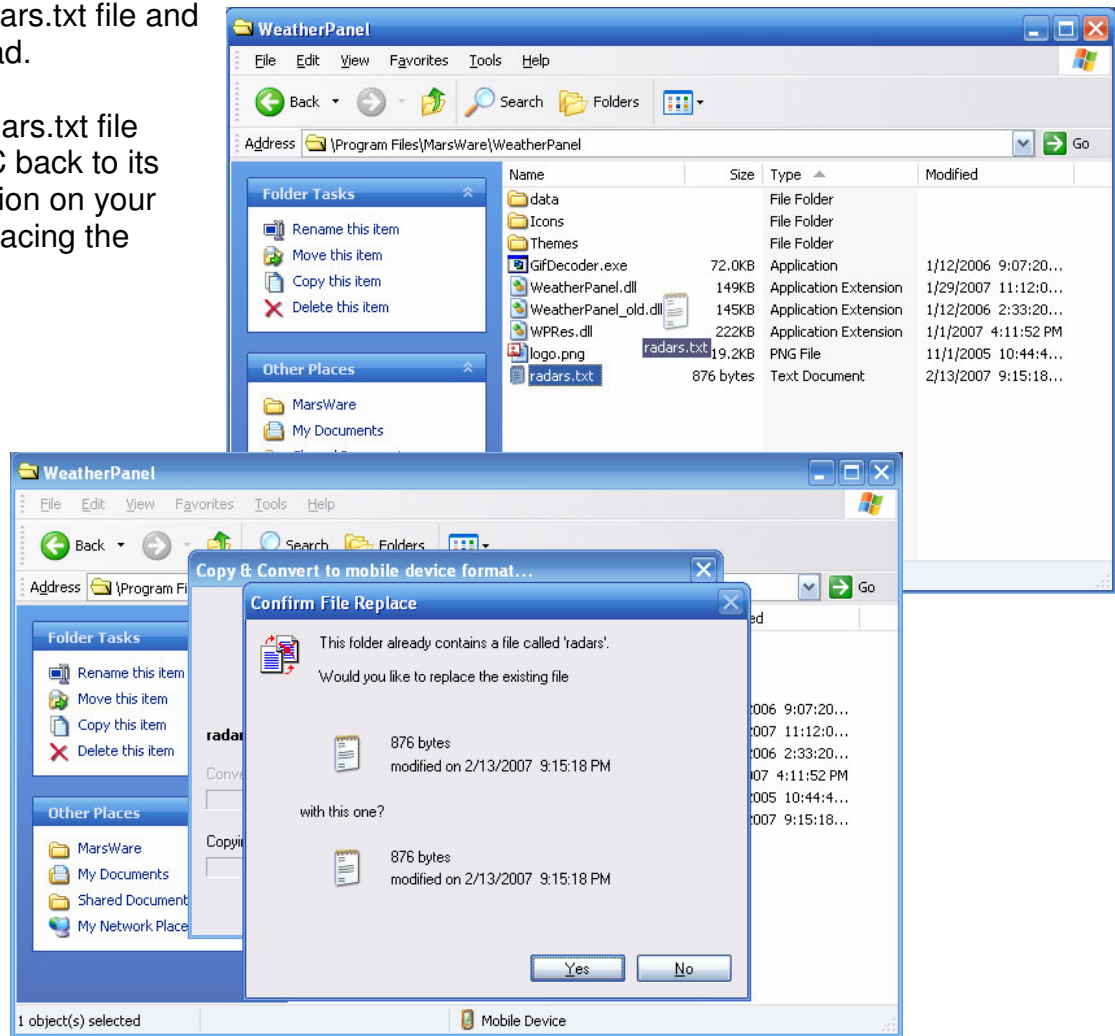 ars.txt file and
ad.
ars.txt file
C back to its
ion on your
acing the
WeatherPanel
File Edit View Favorites Tools Help
Back Search Folders
Address \Program Files\MarsWare\WeatherPanel Go
Name Size Type Modified
Folder Tasks
Rename this item
Move this item
Copy this item
Delete this item
Other Places
MarsWare
My Documents
data File Folder
Icons File Folder
Themes File Folder
GifDecoder.exe 72.0KB Application 1/12/2006 9:07:20...
WeatherPanel.dll 149KB Application Extension 1/29/2007 11:12:0...
WeatherPanel_old.dll 145KB Application Extension 1/12/2006 2:33:20...
WPRes.dll 222KB Application Extension 1/1/2007 4:11:52 PM
logo.png 19.2KB PNG File 11/1/2005 10:44:4...
radars.txt
radars.txt 876 bytes Text Document 2/13/2007 9:15:18...
WeatherPanel
File Edit View Favorites Tools Help
Back Search Folders
Address \Program Fi Go
Copy & Convert to mobile device format...
Confirm File Replace
This folder already contains a file called 'radars'.
Would you like to replace the existing file
876 bytes
modified on 2/13/2007 9:15:18 PM
with this one?
876 bytes
modified on 2/13/2007 9:15:18 PM
Yes No
Folder Tasks
Rename this item
Move this item
Copy this item
Delete this item
Other Places
MarsWare
My Documents
Shared Document
My Network Place
radar
Conve
Copyi
ed
006 9:07:20...
007 11:12:0...
006 2:33:20...
07 4:11:52 PM
005 10:44:4...
007 9:15:18...
1 object(s) selected Mobile Device